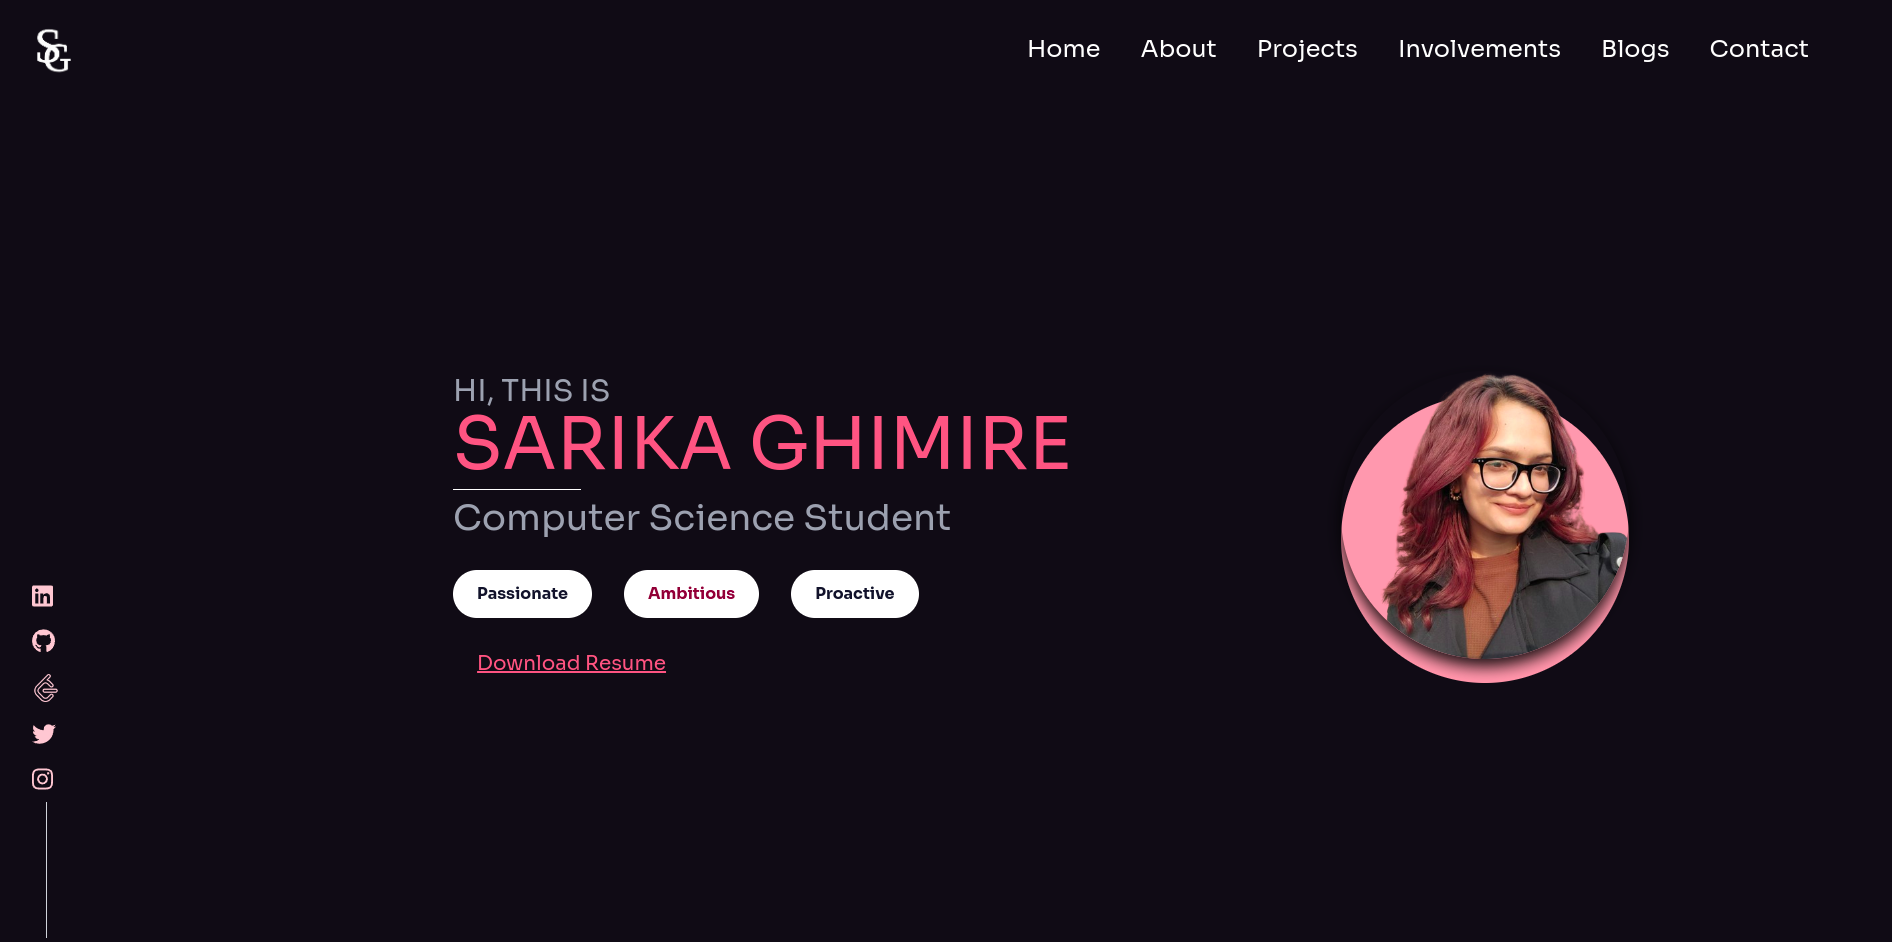 SG
Home About Projects Involvements Blogs Contact
HI, THIS IS
SARIKA GHIMIRE
Computer Science Student
Passionate Ambitious Proactive
Download Resume
in